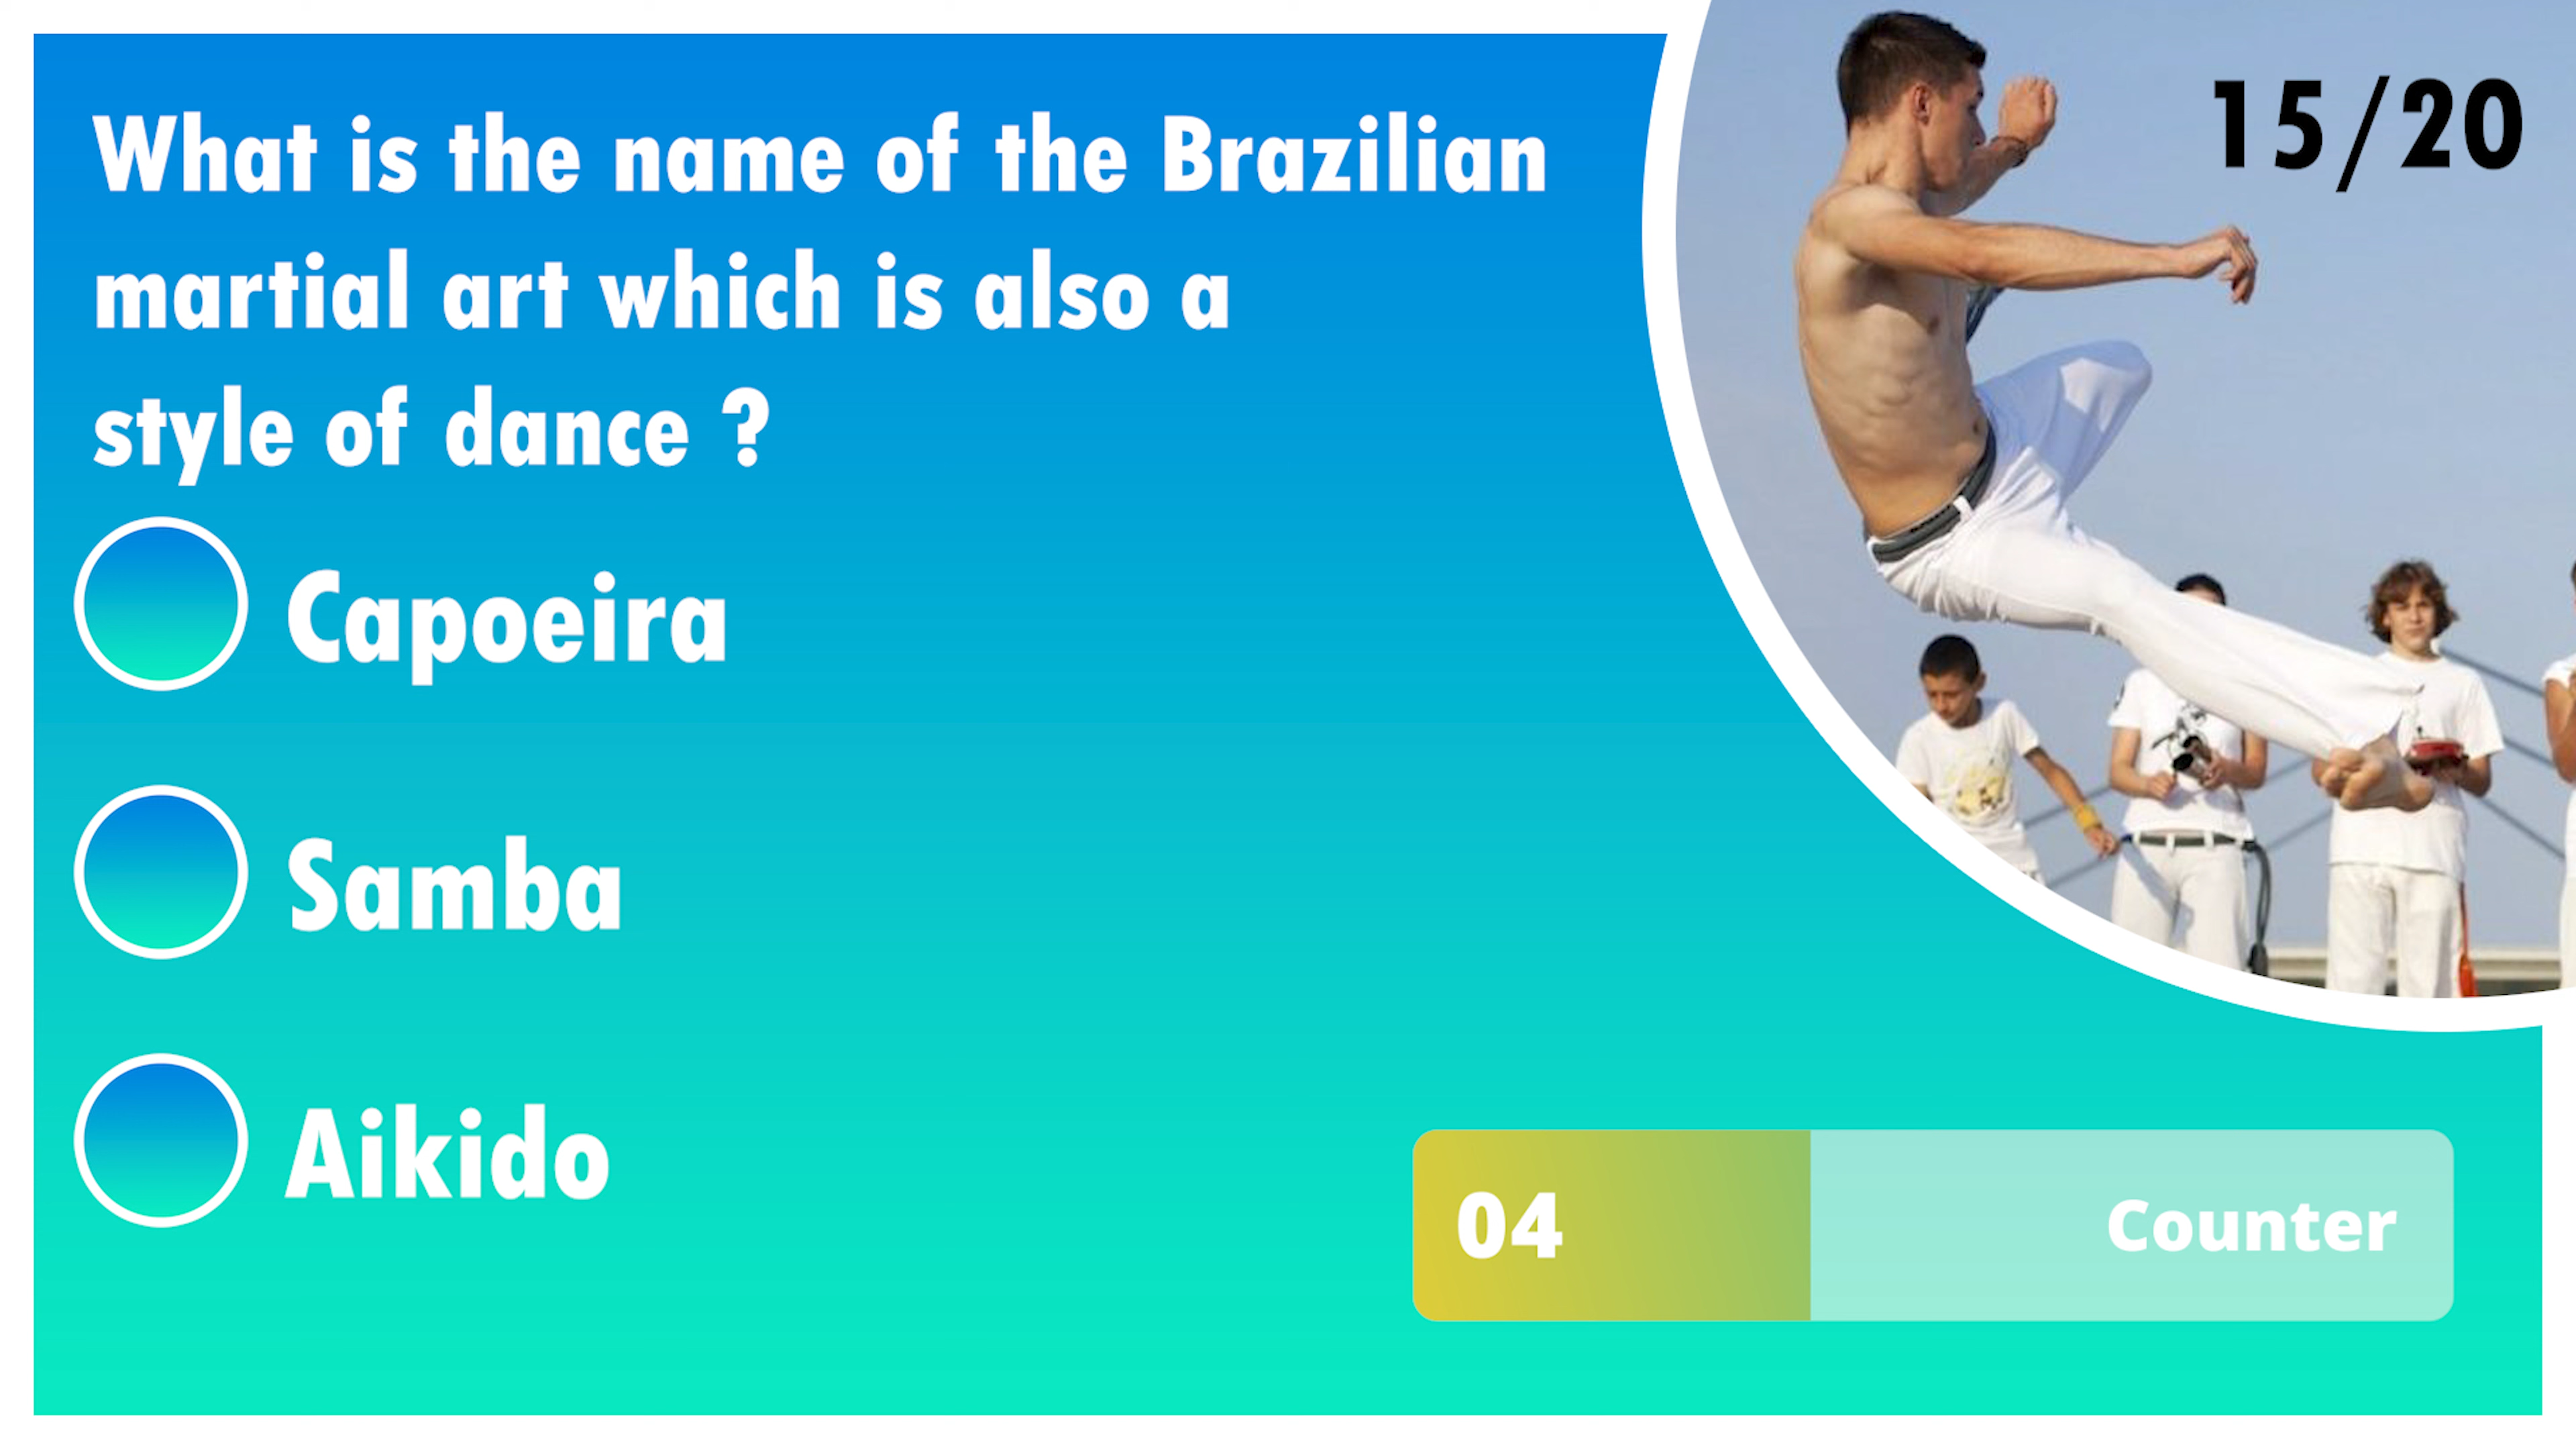 15/20
What is the name of the Brazilian
martial art which is also a
style of dance ?
Capoeira
Samba
Aikido
04
Counter